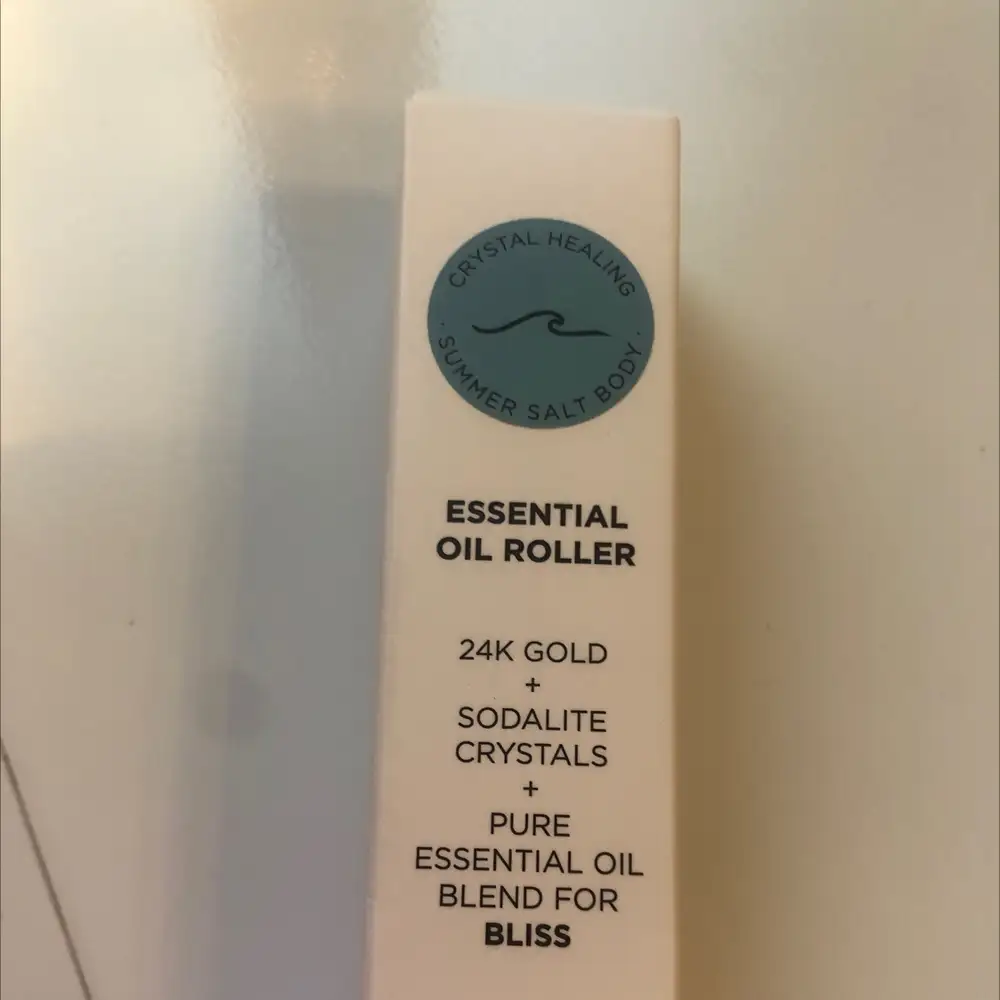 CRYSTAL HEALING
· SUMMER SALT BODY ·
ESSENTIAL
OIL ROLLER
24K GOLD
+
SODALITE
CRYSTALS
+
PURE
ESSENTIAL OIL
BLEND FOR
BLISS